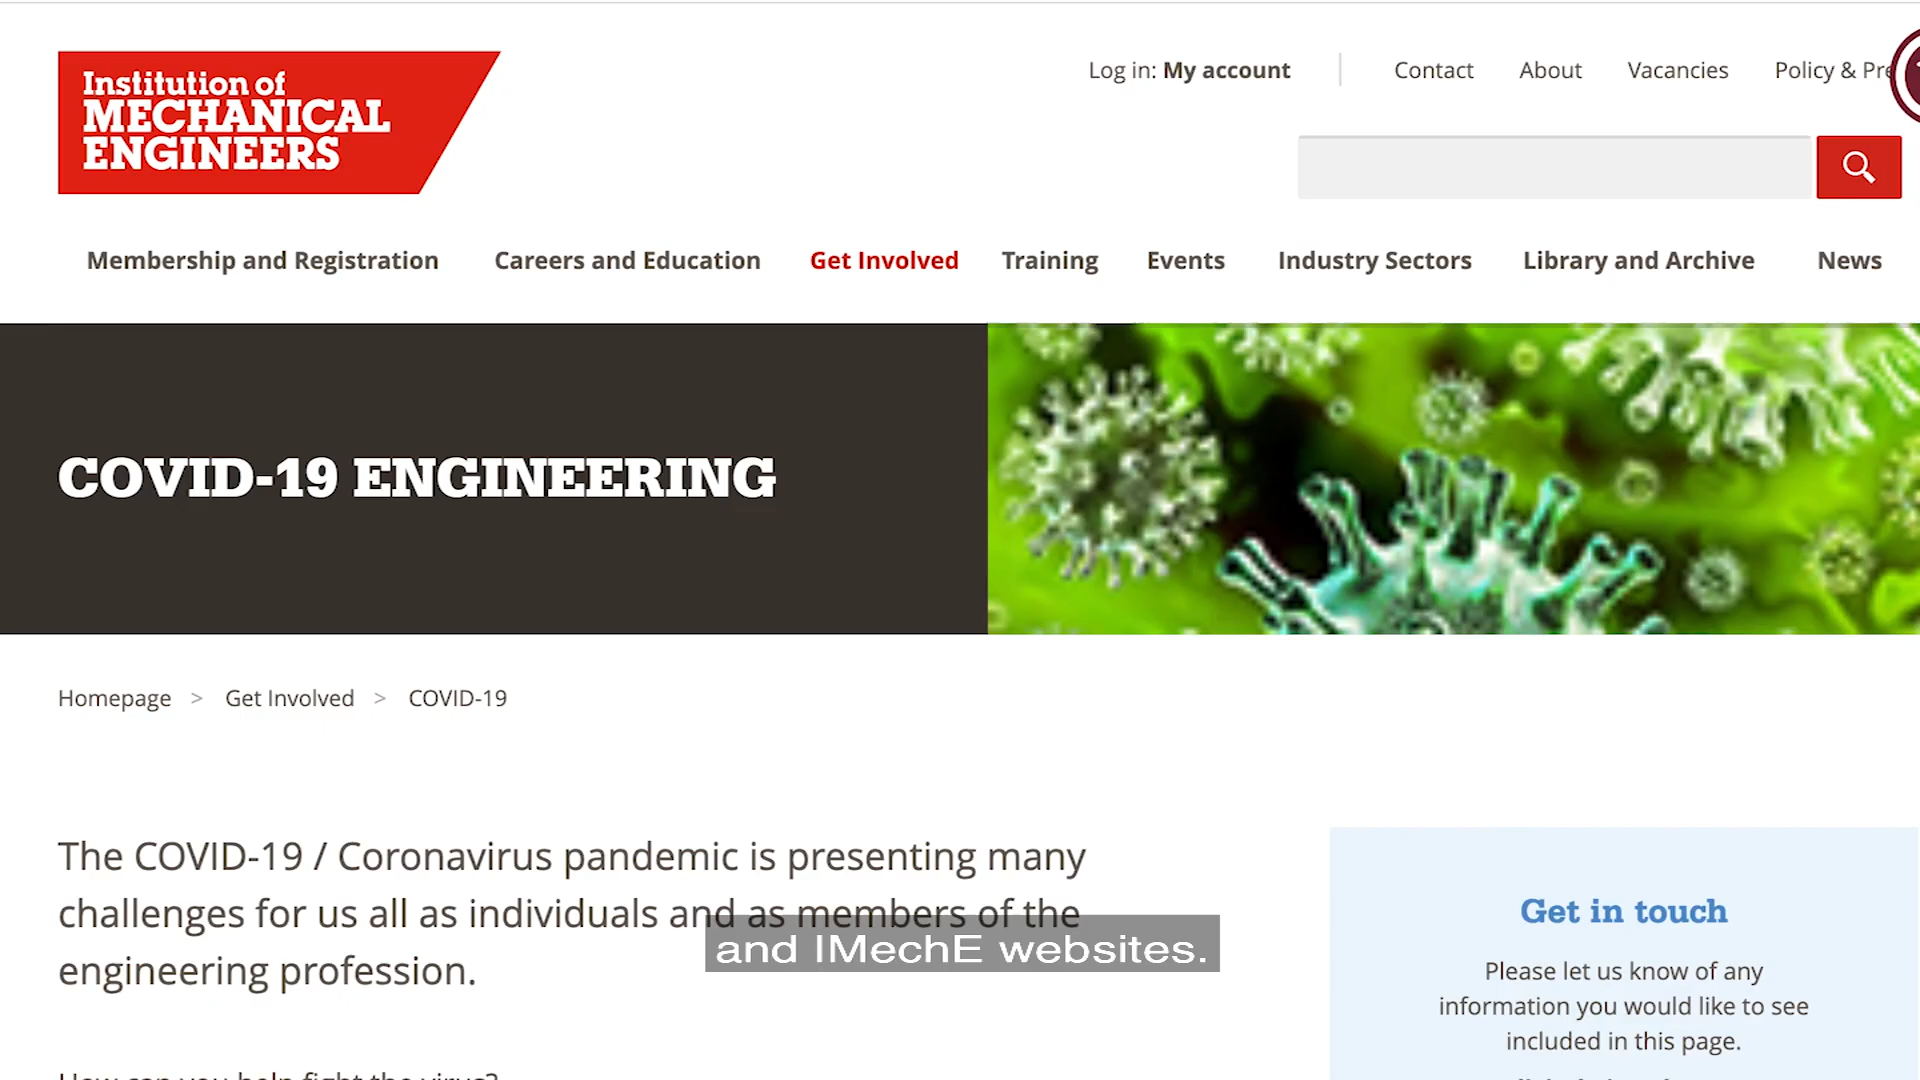 Institution of
MECHANICAL
ENGINEERS
Log in: My account
Contact
About
Vacancies
Policy &
Membership and Registration
Careers and Education
Get Involved
Training
Events
Industry Sectors
Library and Archive
News
COVID-19 ENGINEERING
Homepage > Get Involved > COVID-19
The COVID-19 / Coronavirus pandemic is presenting many
challenges for us all as individuals and as members of the
engineering profession.
and IMechE websites.
How can you help fight the virus?
Get in touch
Please let us know of any
information you would like to see
included in this page.